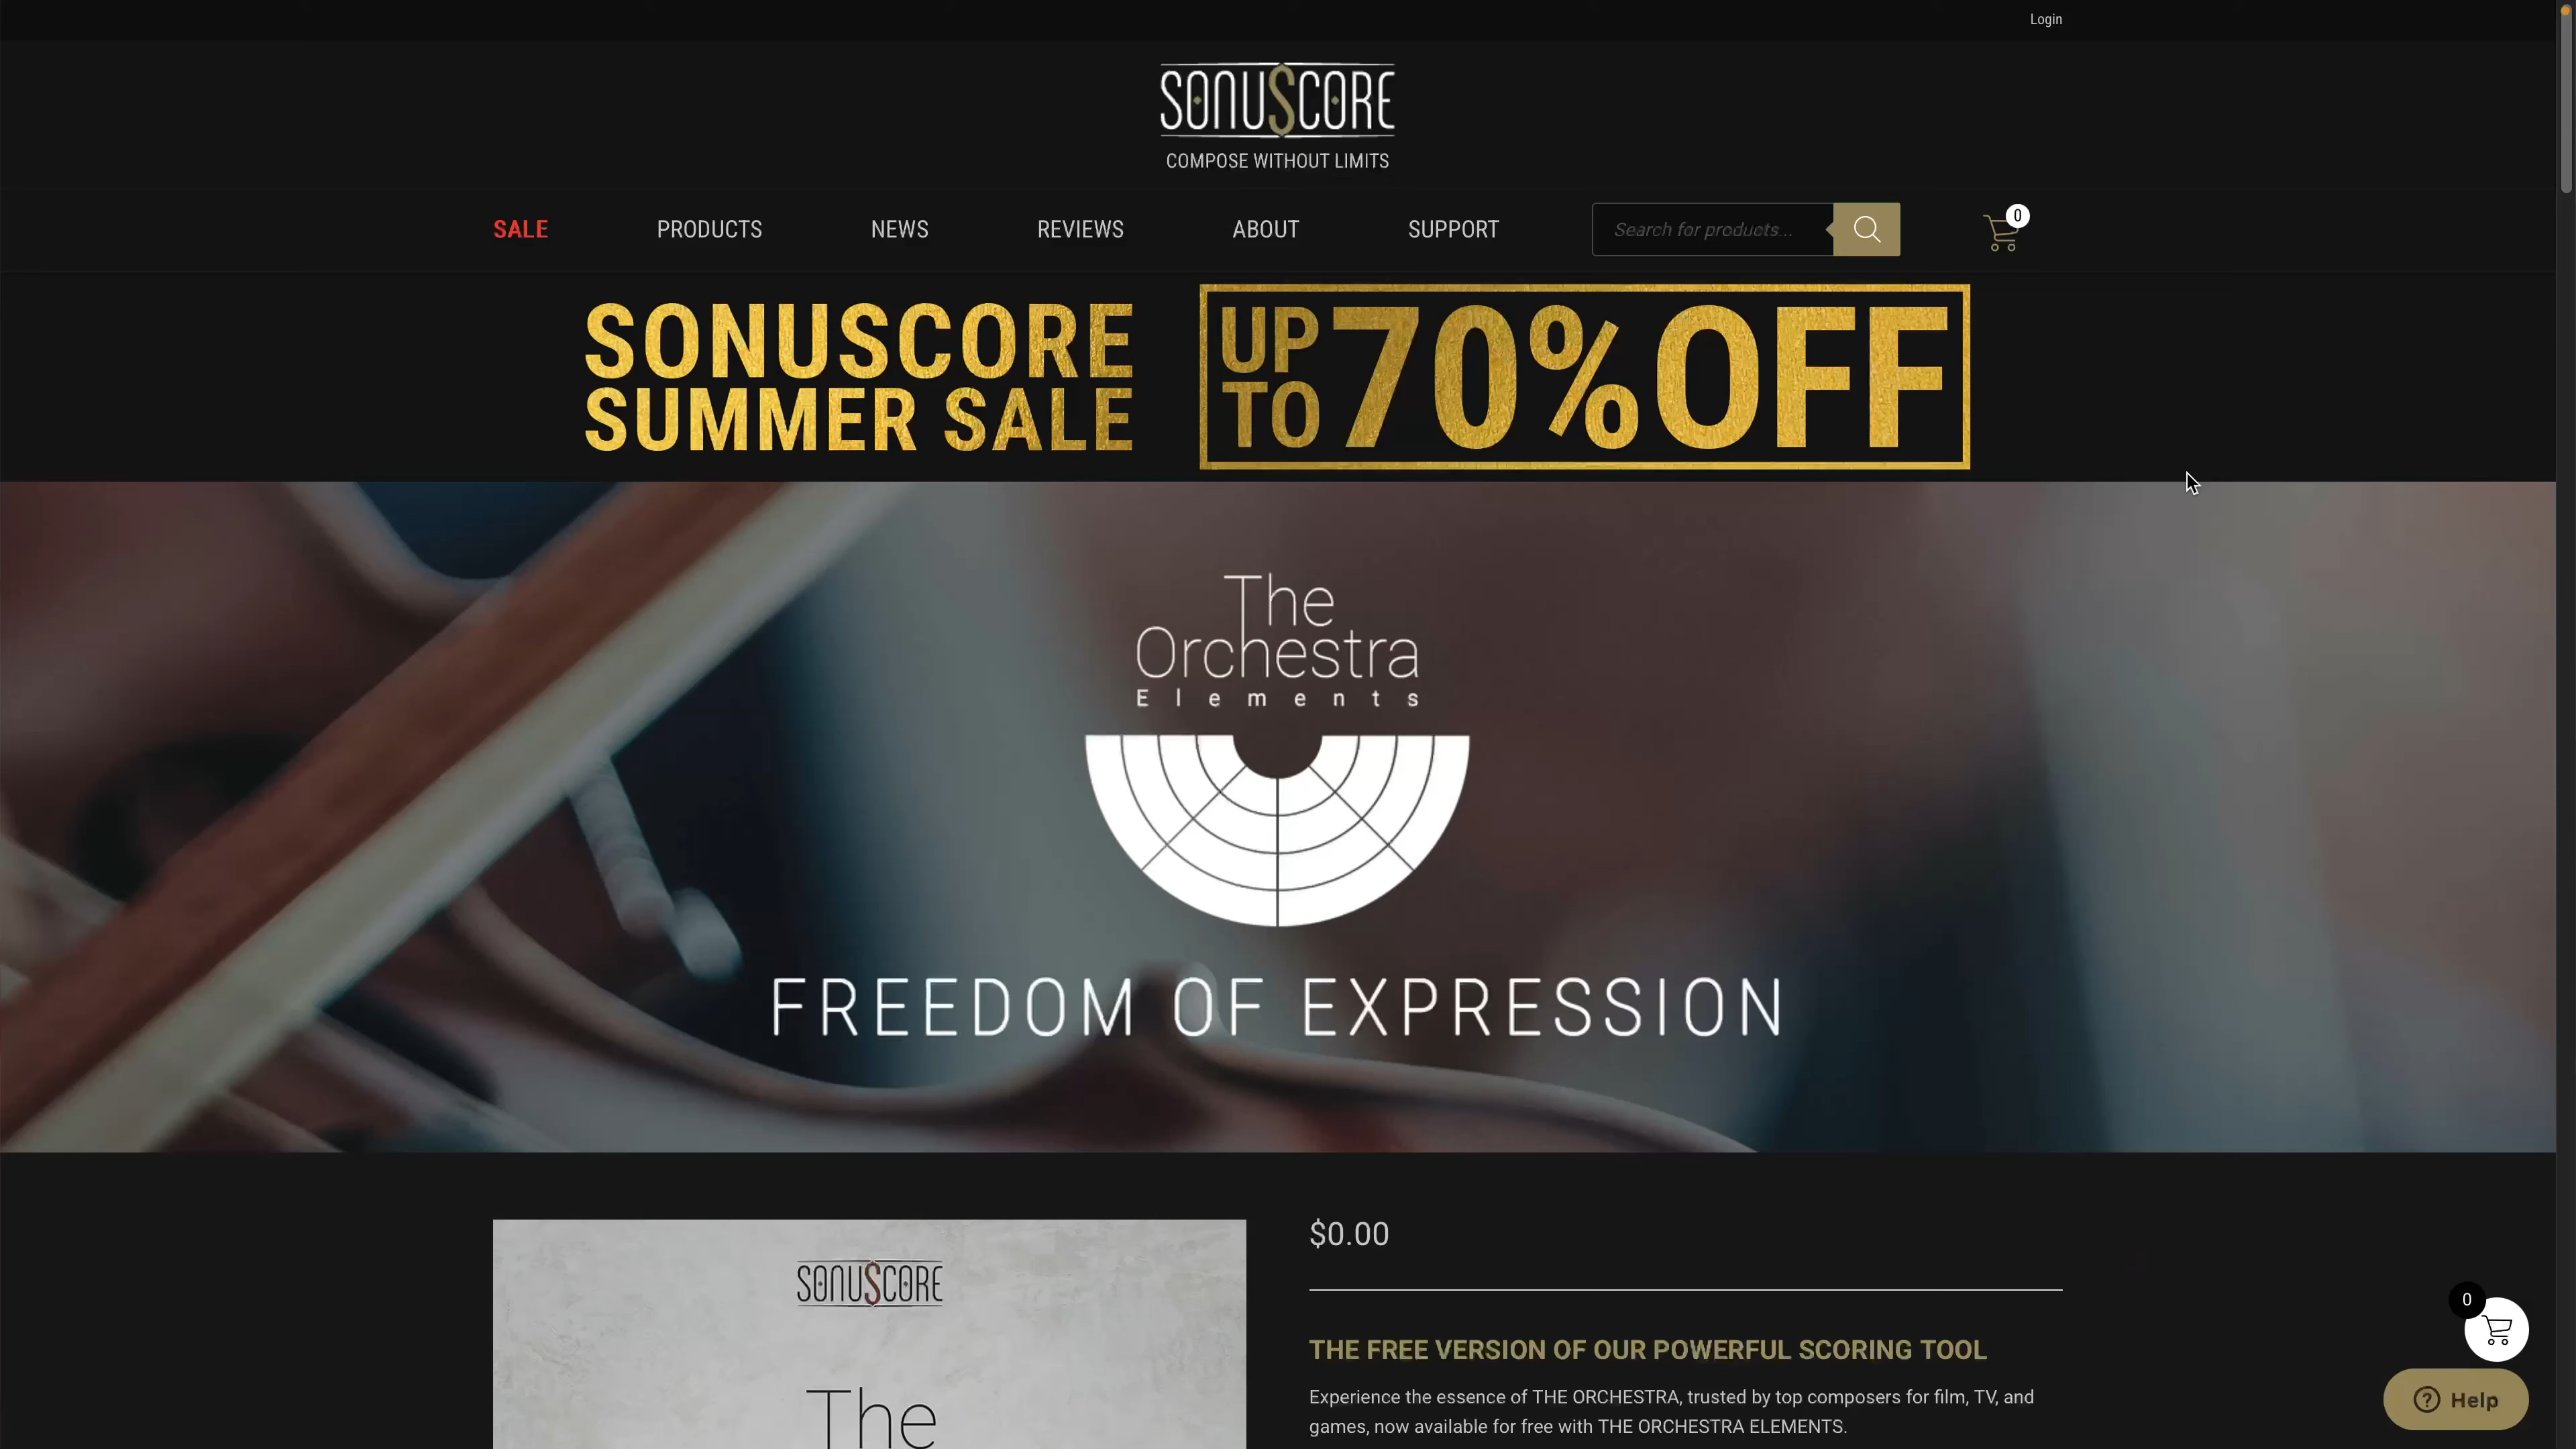 Login
SONUSCORE
COMPOSE WITHOUT LIMITS
SALE PRODUCTS NEWS REVIEWS ABOUT SUPPORT Search for products... 0
SONUSCORE
SUMMER SALE
UP TO 70% OFF
The
Orchestra
Elements
FREEDOM OF EXPRESSION
SONUSCORE
The
$0.00
THE FREE VERSION OF OUR POWERFUL SCORING TOOL
Experience the essence of THE ORCHESTRA, trusted by top composers for film, TV, and
games, now available for free with THE ORCHESTRA ELEMENTS.
0
Help